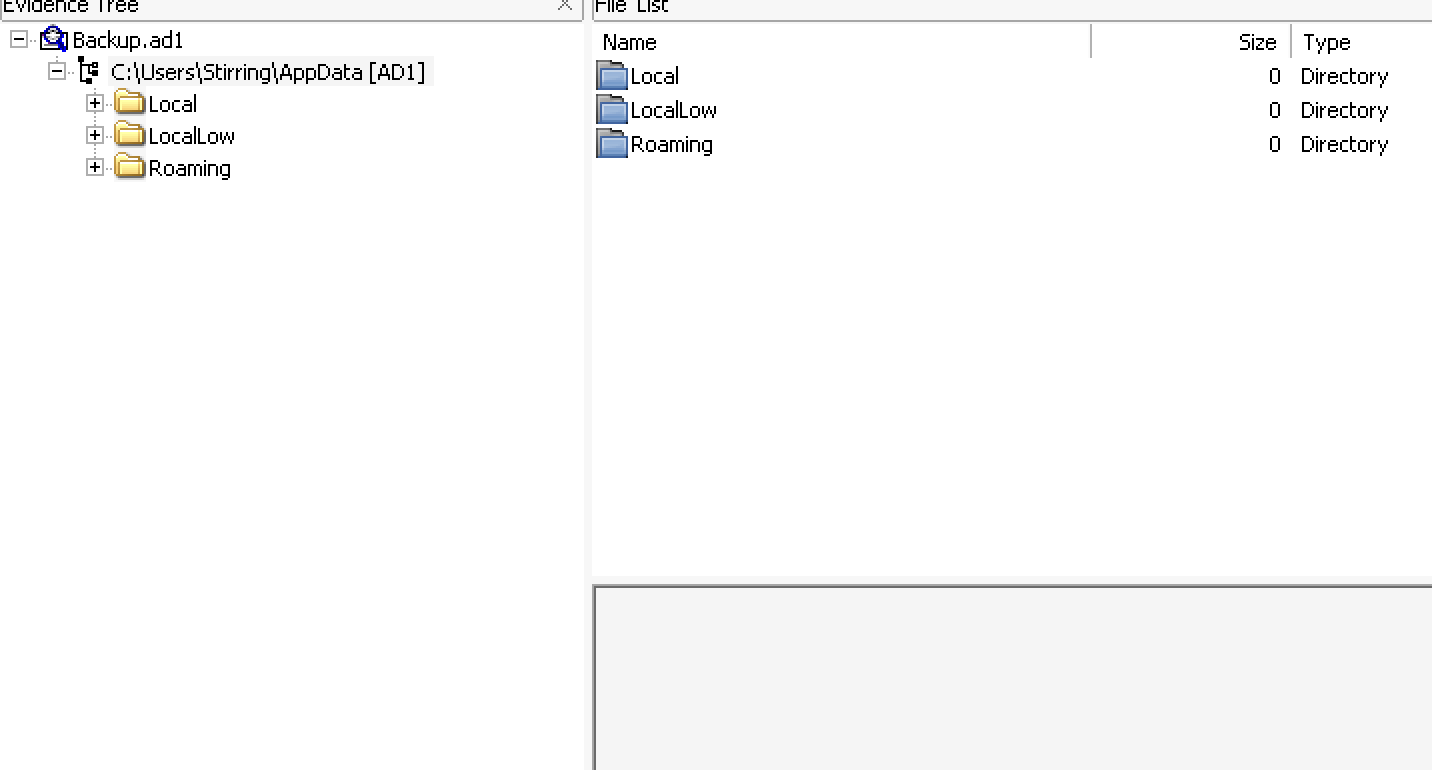 Evidence Tree
Backup.ad1
C:\Users\Stirring\AppData [AD1]
Local
LocalLow
Roaming
File List
Name Size Type
Local 0 Directory
LocalLow 0 Directory
Roaming 0 Directory